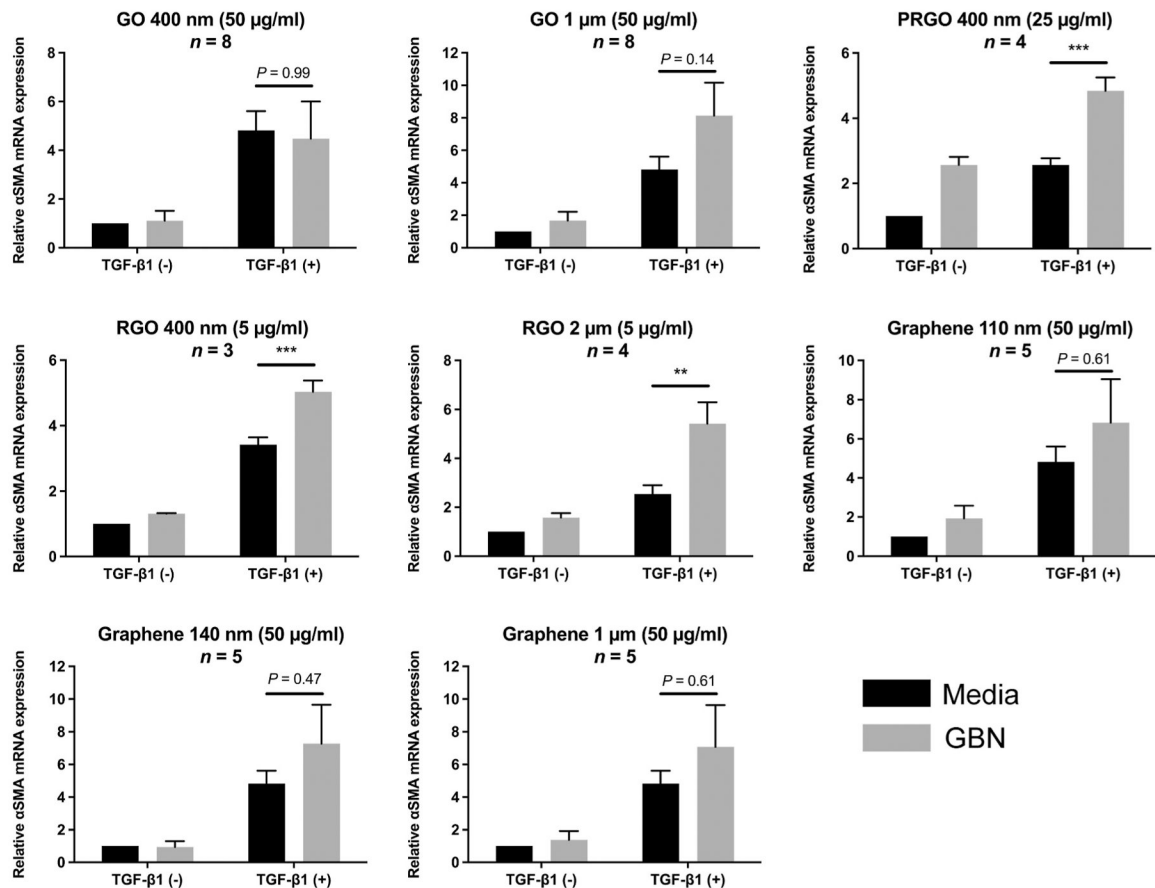 GO 400 nm (50 µg/ml)
n = 8
Relative αSMA mRNA expression
8
6
4
2
0
P = 0.99
TGF-β1 (-)
TGF-β1 (+)
GO 1 µm (50 µg/ml)
n = 8
Relative αSMA mRNA expression
12
10
8
6
4
2
0
P = 0.14
TGF-β1 (-)
TGF-β1 (+)
PRGO 400 nm (25 µg/ml)
n = 4
Relative αSMA mRNA expression
6
4
2
0
***
TGF-β1 (-)
TGF-β1 (+)
RGO 400 nm (5 µg/ml)
n = 3
Relative αSMA mRNA expression
6
4
2
0
***
TGF-β1 (-)
TGF-β1 (+)
RGO 2 µm (5 µg/ml)
n = 4
Relative αSMA mRNA expression
8
6
4
2
0
**
TGF-β1 (-)
TGF-β1 (+)
Graphene 110 nm (50 µg/ml)
n = 5
Relative αSMA mRNA expression
10
8
6
4
2
0
P = 0.61
TGF-β1 (-)
TGF-β1 (+)
Graphene 140 nm (50 µg/ml)
n = 5
Relative αSMA mRNA expression
12
10
8
6
4
2
0
P = 0.47
TGF-β1 (-)
TGF-β1 (+)
Graphene 1 µm (50 µg/ml)
n = 5
Relative αSMA mRNA expression
12
10
8
6
4
2
0
P = 0.61
TGF-β1 (-)
TGF-β1 (+)
Media
GBN